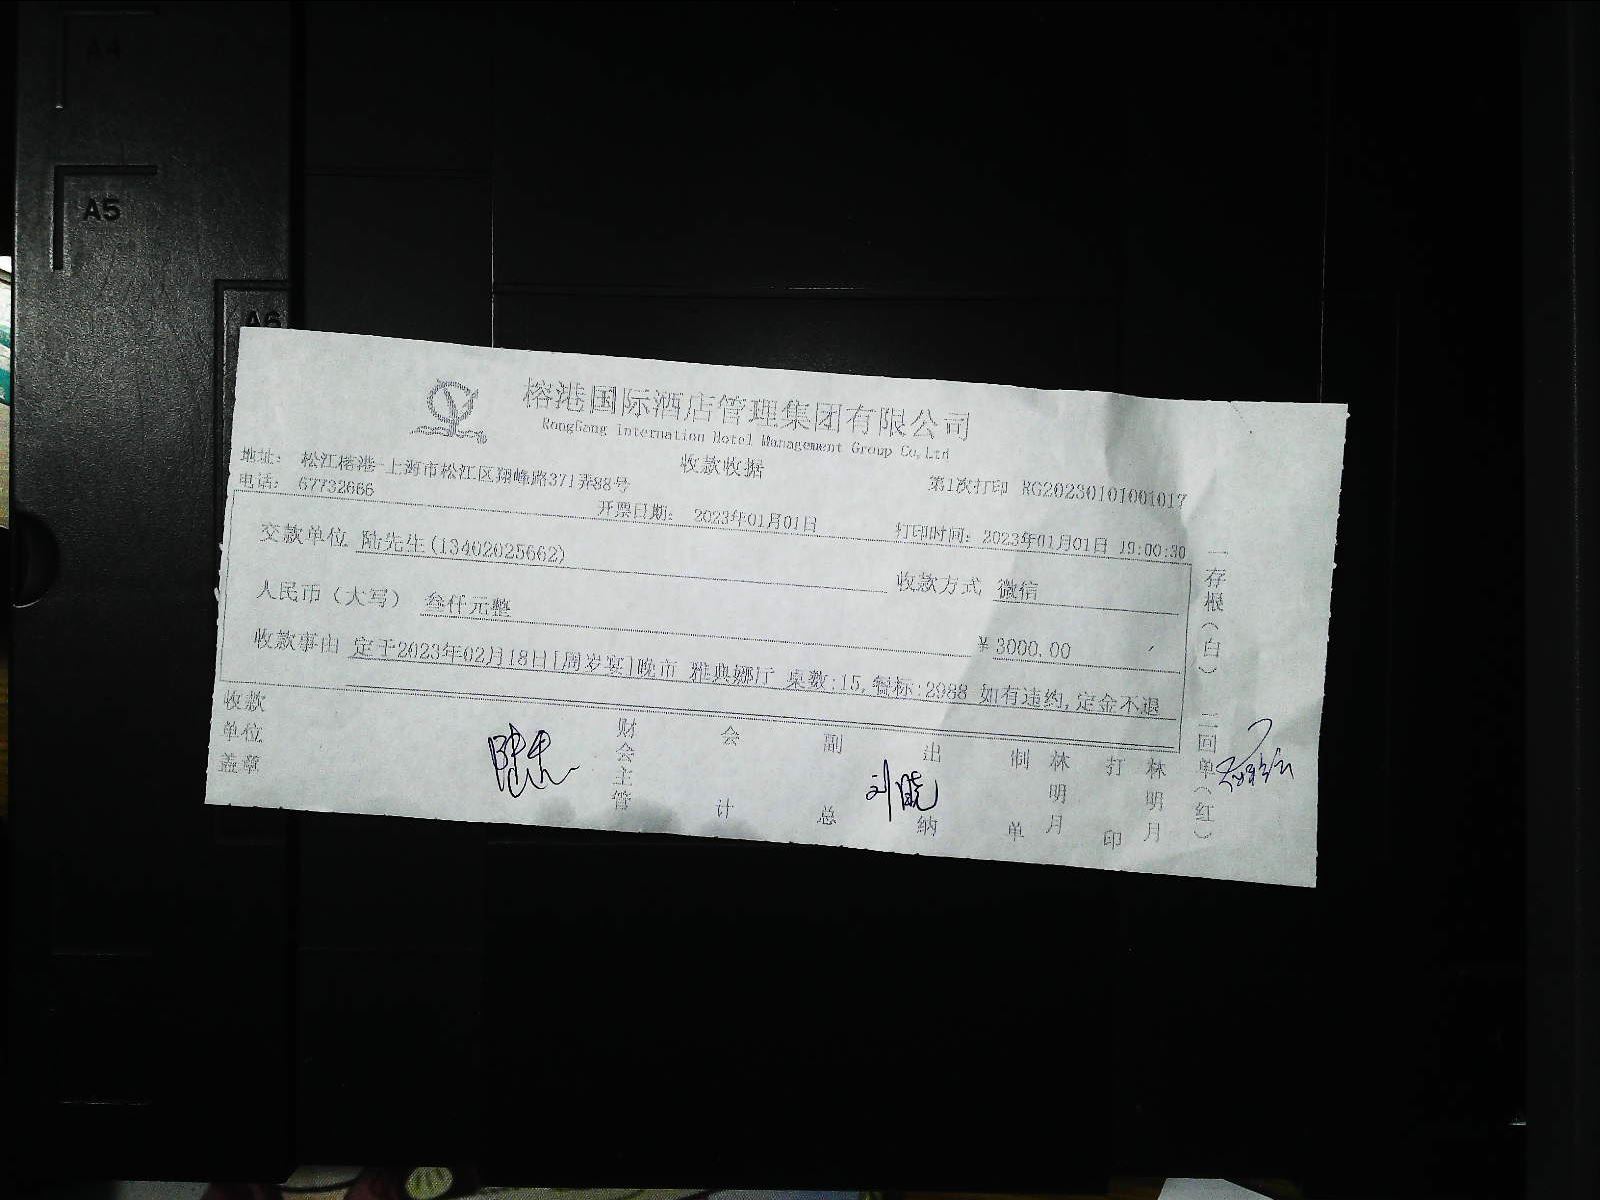 A4
A5
A6
榕港国际酒店管理集团有限公司
RongGang Internation Hotel Management Group Co,Ltd
收款收据
地址: 松江榕港-上海市松江区翔峰路371弄88号
电话: 67732666
第1次打印 RG20230101001017
开票日期: 2023年01月01日
打印时间: 2023年01月01日 19:00:30
交款单位 陆先生(13402025662)
收款方式 微信
人民币(大写) 叁仟元整
¥3000.00
收款事由 定于2023年02月18日[周岁宴]晚市 雅典娜厅 桌数:15,餐标:2988 如有违约,定金不退
收款单位盖章
财会主管
会计
副总
出纳
刘晓
制单
林明月
打印
林明月
一存根(白)
二回单(红)